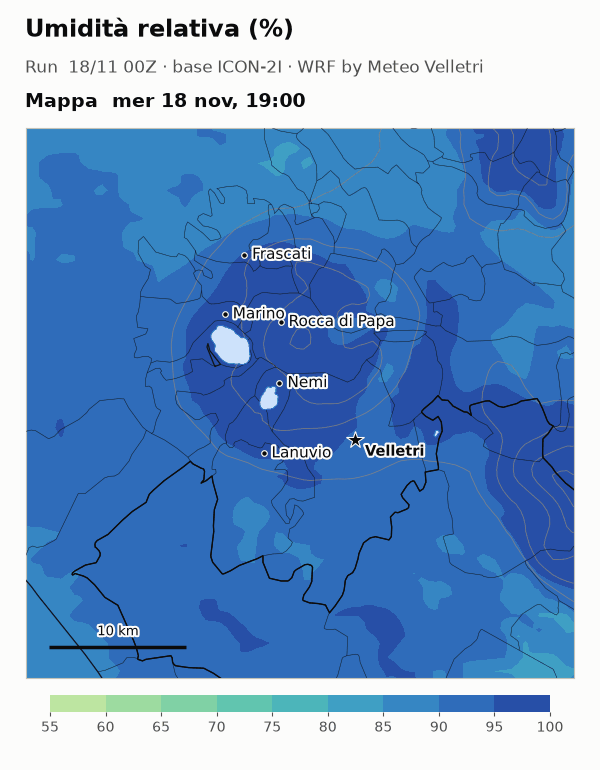 Umidità relativa (%)
Run  18/11 00Z · base ICON-2I · WRF by Meteo Velletri
Mappa  mer 18 nov, 19:00
Frascati
Marino
Rocca di Papa
Nemi
Velletri
Lanuvio
10 km
55 60 65 70 75 80 85 90 95 100